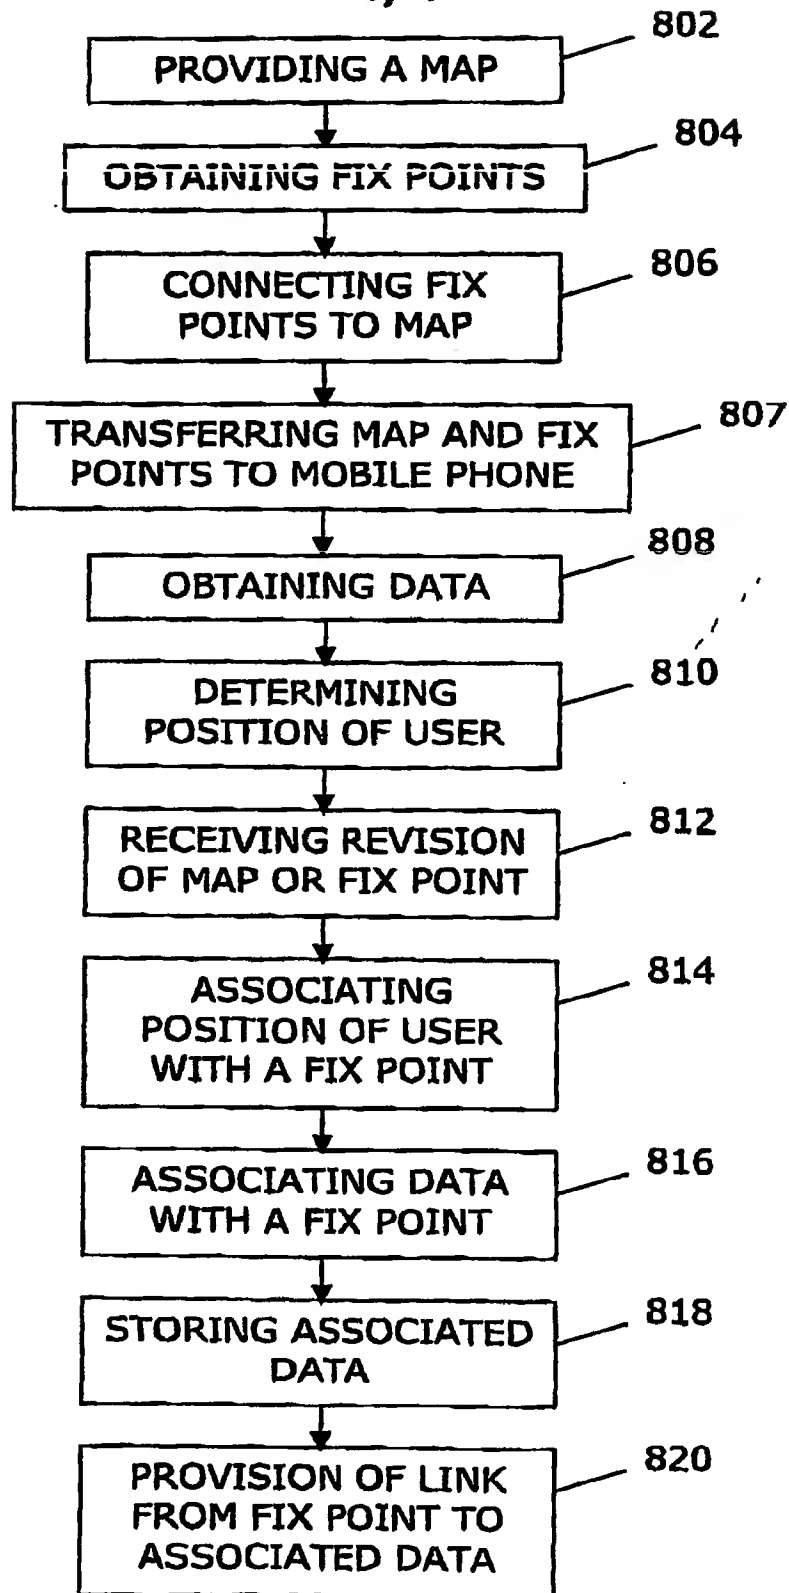 802
PROVIDING A MAP
804
OBTAINING FIX POINTS
806
CONNECTING FIX
POINTS TO MAP
807
TRANSFERRING MAP AND FIX
POINTS TO MOBILE PHONE
808
OBTAINING DATA
810
DETERMINING
POSITION OF USER
812
RECEIVING REVISION
OF MAP OR FIX POINT
814
ASSOCIATING
POSITION OF USER
WITH A FIX POINT
816
ASSOCIATING DATA
WITH A FIX POINT
818
STORING ASSOCIATED
DATA
820
PROVISION OF LINK
FROM FIX POINT TO
ASSOCIATED DATA